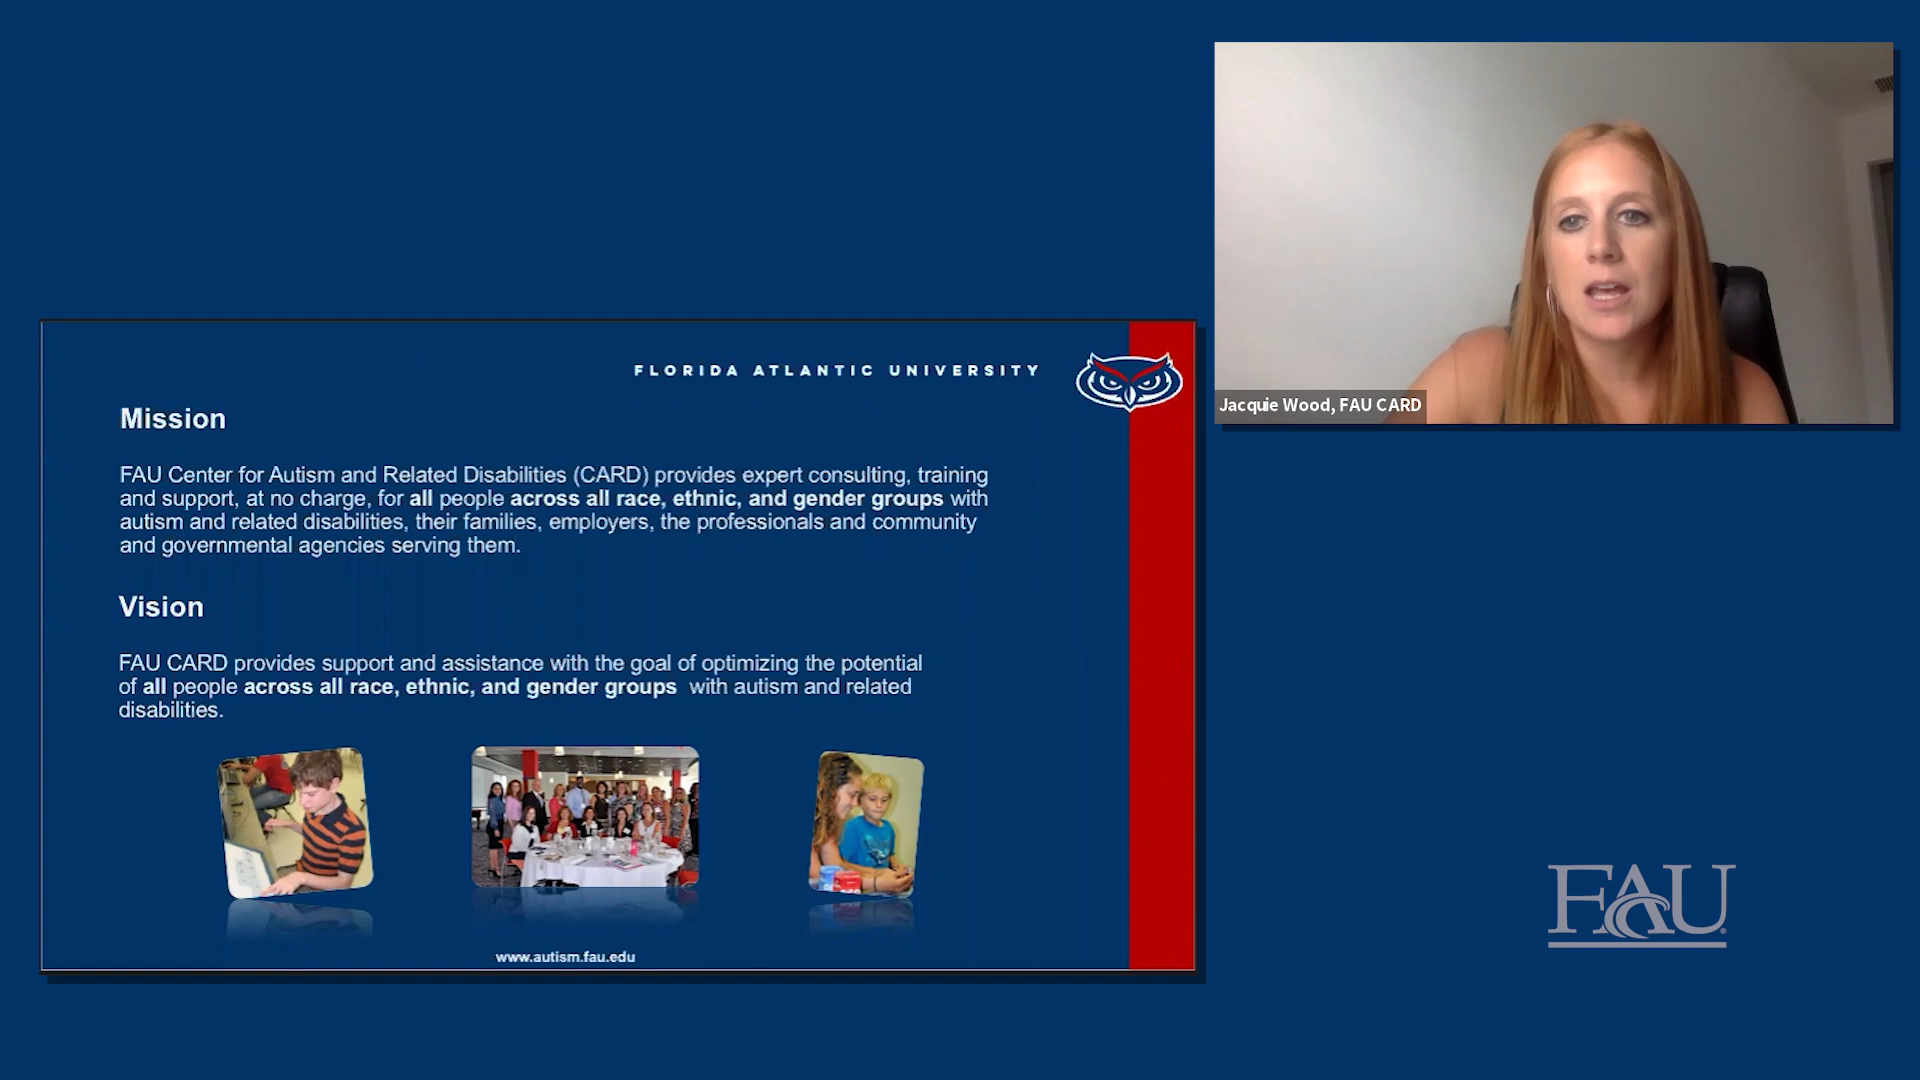 FLORIDA ATLANTIC UNIVERSITY
Mission
FAU Center for Autism and Related Disabilities (CARD) provides expert consulting, training
and support, at no charge, for all people across all race, ethnic, and gender groups with
autism and related disabilities, their families, employers, the professionals and community
and governmental agencies serving them.
Vision
FAU CARD provides support and assistance with the goal of optimizing the potential
of all people across all race, ethnic, and gender groups with autism and related
disabilities.
www.autism.fau.edu
Jacquie Wood, FAU CARD
FAU